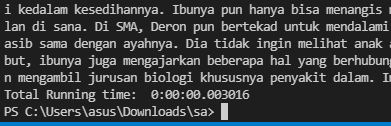 i kedalam kesedihannya. Ibunya pun hanya bisa menangis
lan di sana. Di SMA, Deron pun bertekad untuk mendalami
asib sama dengan ayahnya. Dia tidak ingin melihat anak
but, ibunya juga mengajarkan beberapa hal yang berhubung
n mengambil jurusan biologi khususnya penyakit dalam. I
Total Running time:  0:00:00.003016
PS C:\Users\asus\Downloads\sa>